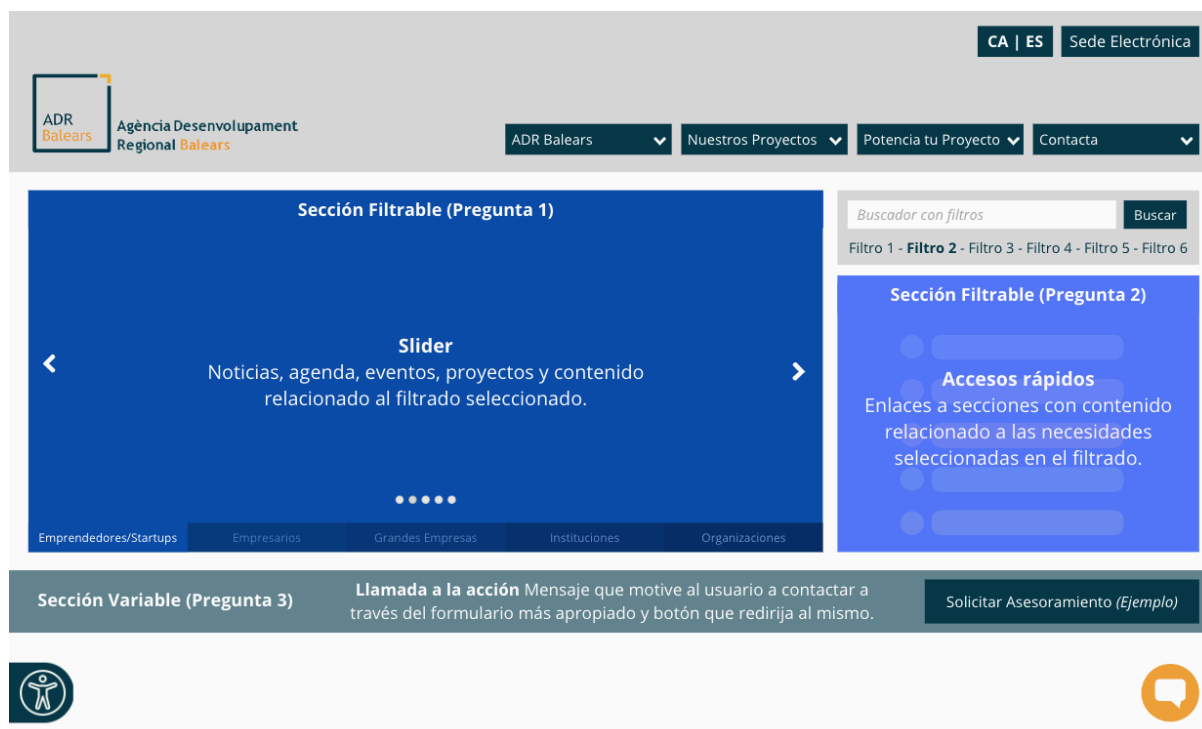 CA | ES
Sede Electrónica
ADR
Balears
Agència Desenvolupament
Regional Balears
ADR Balears
Nuestros Proyectos
Potencia tu Proyecto
Contacta
Sección Filtrable (Pregunta 1)
Slider
Noticias, agenda, eventos, proyectos y contenido
relacionado al filtrado seleccionado.
Emprendedores/Startups
Empresarios
Grandes Empresas
Instituciones
Organizaciones
Buscador con filtros
Buscar
Filtro 1 - Filtro 2 - Filtro 3 - Filtro 4 - Filtro 5 - Filtro 6
Sección Filtrable (Pregunta 2)
Accesos rápidos
Enlaces a secciones con contenido
relacionado a las necesidades
seleccionadas en el filtrado.
Sección Variable (Pregunta 3)
Llamada a la acción Mensaje que motive al usuario a contactar a
través del formulario más apropiado y botón que redirija al mismo.
Solicitar Asesoramiento (Ejemplo)